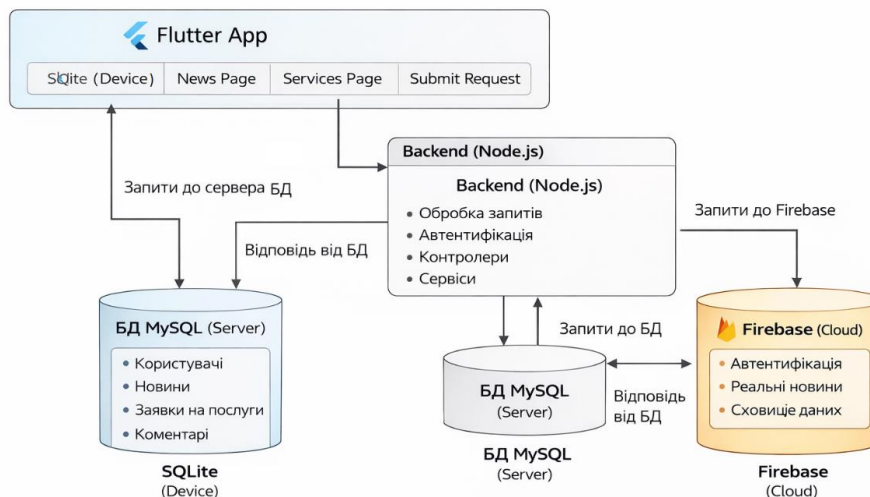 Flutter App
SQlite (Device)
News Page
Services Page
Submit Request
Backend (Node.js)
Backend (Node.js)
• Обробка запитів
• Автентифікація
• Контролери
• Сервіси
Запити до сервера БД
Відповідь від БД
Запити до Firebase
БД MySQL (Server)
• Користувачі
• Новини
• Заявки на послуги
• Коментарі
SQLite
(Device)
Запити до БД
БД MySQL
(Server)
Відповідь
від БД
БД MySQL
(Server)
Firebase (Cloud)
• Автентифікація
• Реальні новини
• Сховище даних
Firebase
(Cloud)